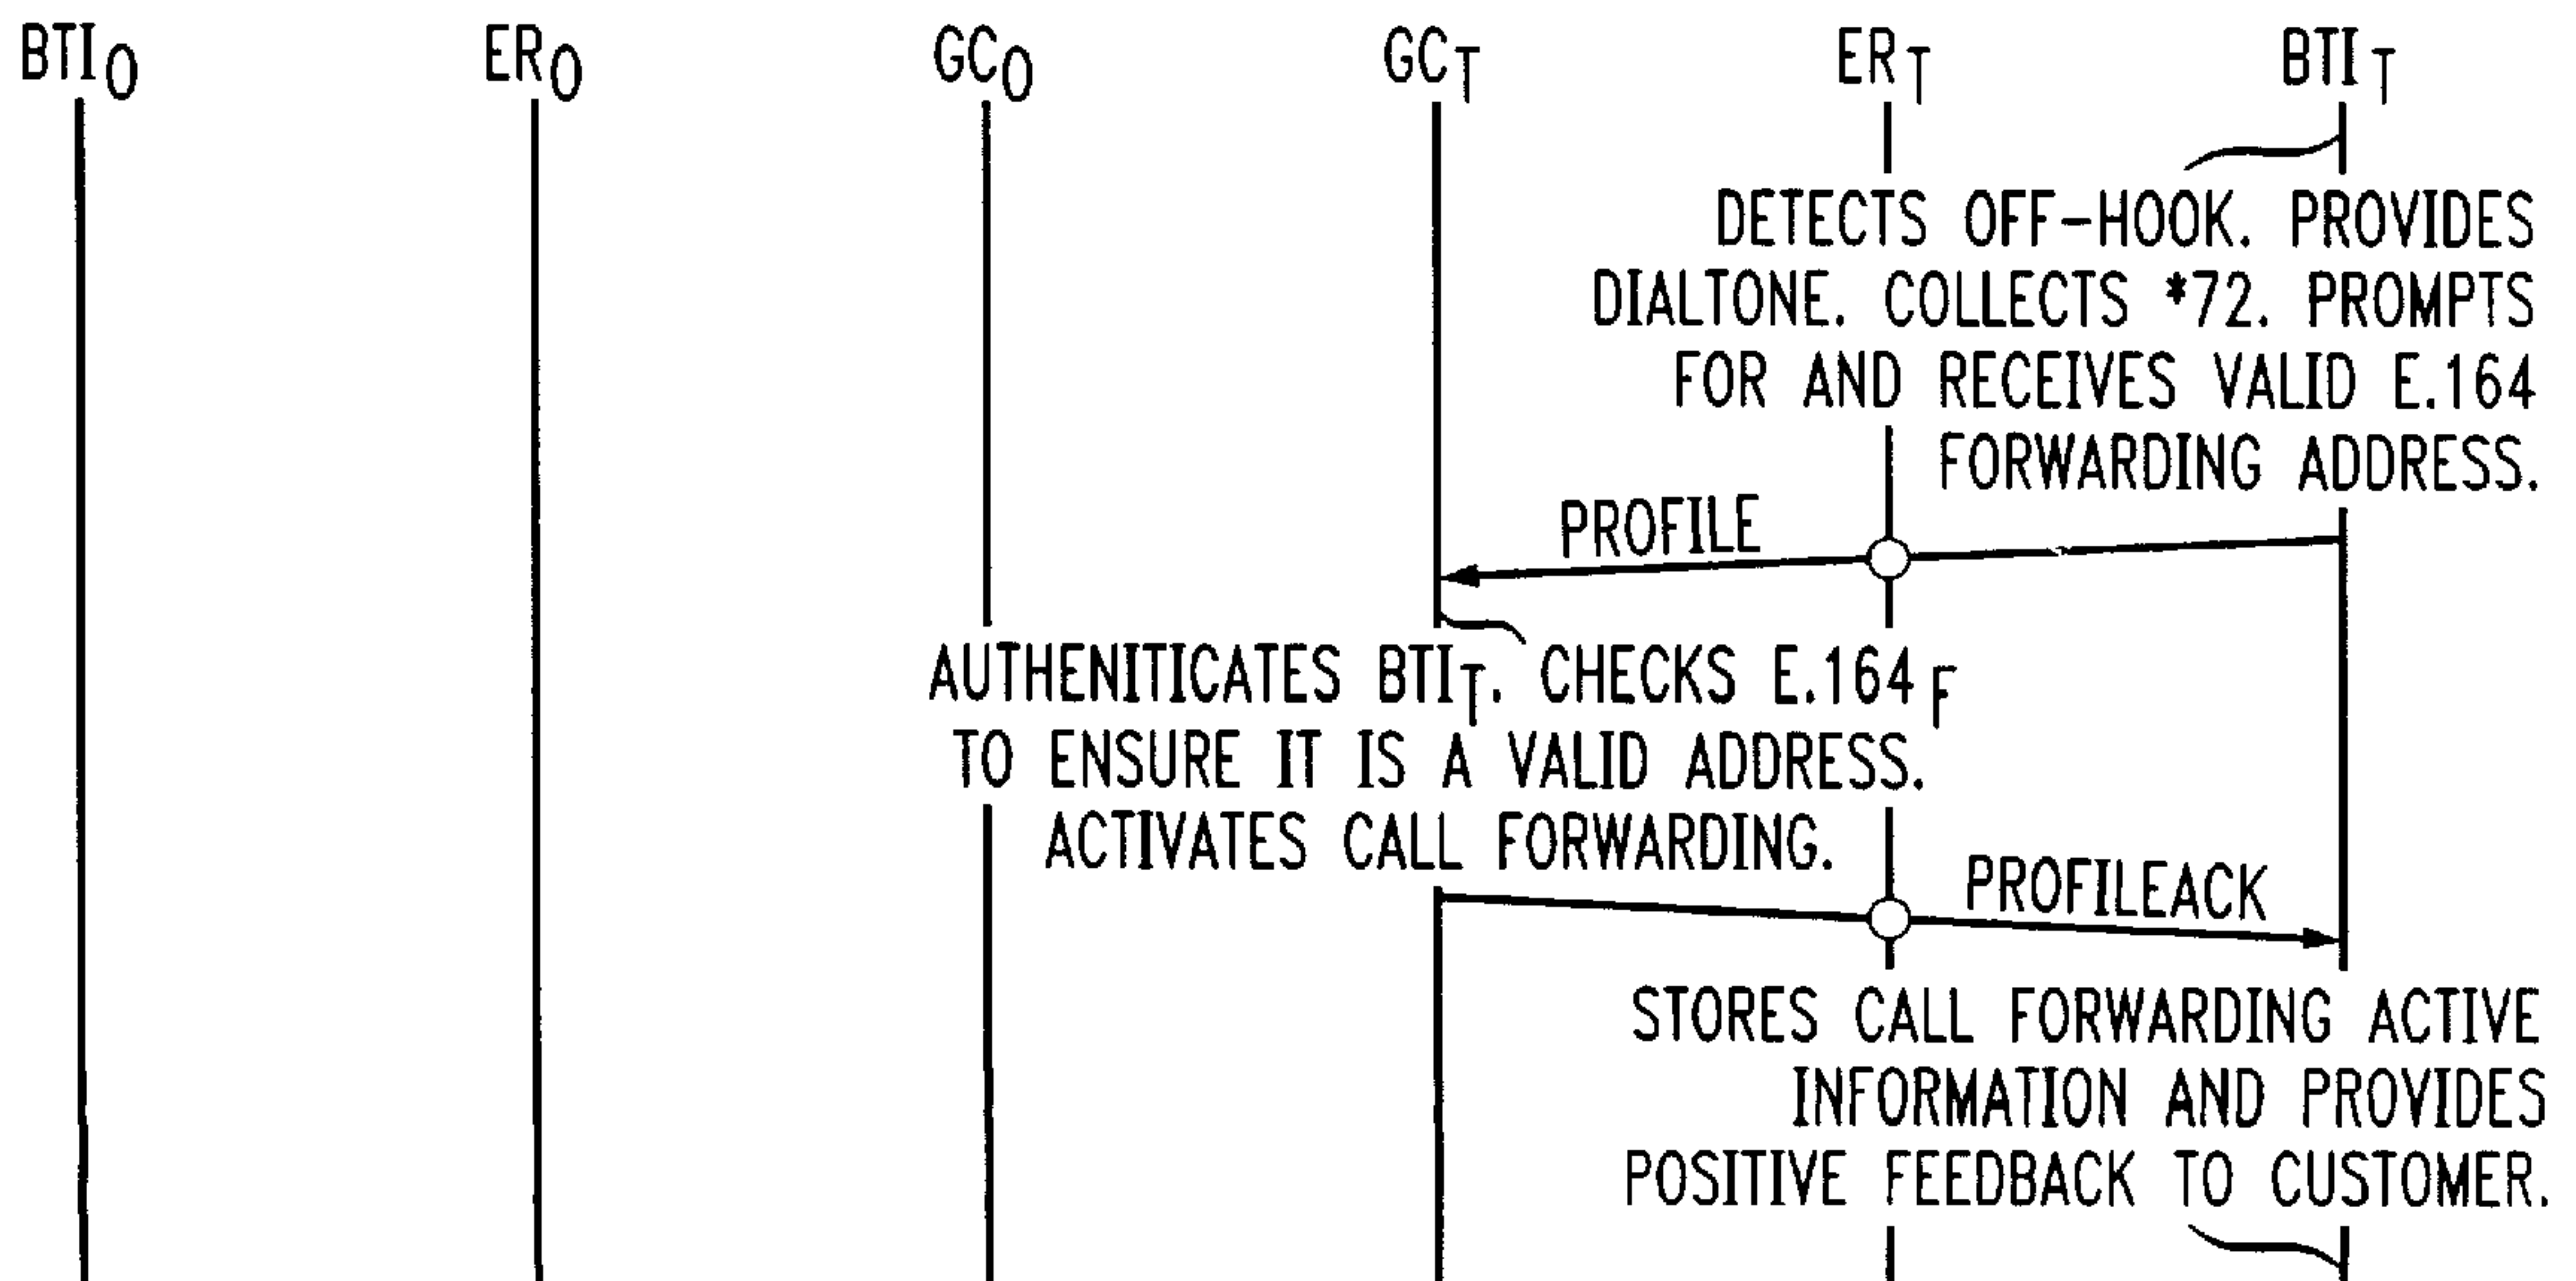 BTIO ERO GCO GCT ERT BTIT
DETECTS OFF-HOOK. PROVIDES
DIALTONE. COLLECTS *72. PROMPTS
FOR AND RECEIVES VALID E.164
FORWARDING ADDRESS.
PROFILE
AUTHENITICATES BTIT. CHECKS E.164F
TO ENSURE IT IS A VALID ADDRESS.
ACTIVATES CALL FORWARDING.
PROFILEACK
STORES CALL FORWARDING ACTIVE
INFORMATION AND PROVIDES
POSITIVE FEEDBACK TO CUSTOMER.